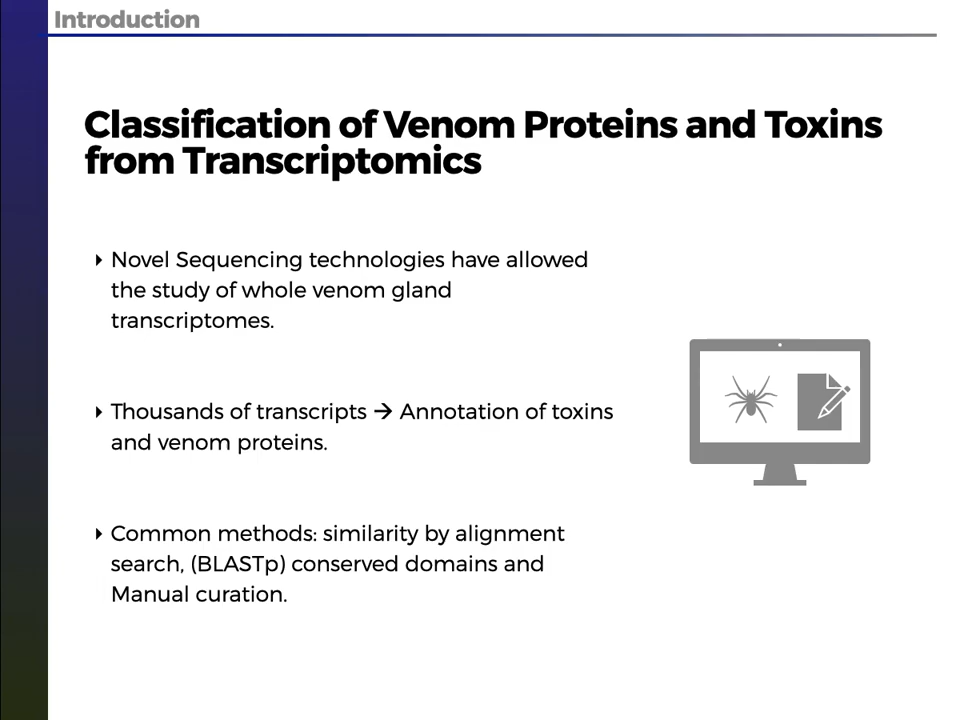 Introduction
Classification of Venom Proteins and Toxins
from Transcriptomics
Novel Sequencing technologies have allowed
the study of whole venom gland
transcriptomes.
Thousands of transcripts → Annotation of toxins
and venom proteins.
Common methods: similarity by alignment
search, (BLASTp) conserved domains and
Manual curation.